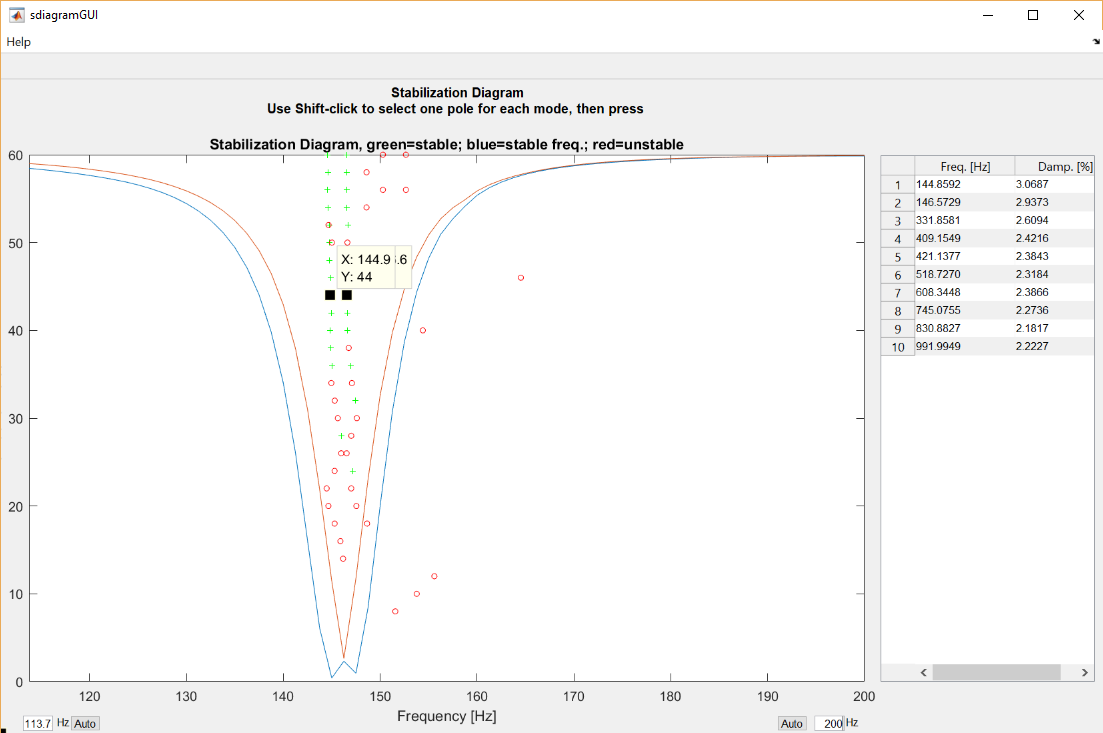 sdiagramGUI
Help
Stabilization Diagram
Use Shift-click to select one pole for each mode, then press
Stabilization Diagram, green=stable; blue=stable freq.; red=unstable
60
50
40
30
20
10
0
X: 144.9
.6
Y: 44
120 130 140 150 160 170 180 190 200
Frequency [Hz]
113.7 Hz Auto
Auto 200 Hz
Freq. [Hz] Damp. [%]
1 144.8592 3.0687
2 146.5729 2.9373
3 331.8581 2.6094
4 409.1549 2.4216
5 421.1377 2.3843
6 518.7270 2.3184
7 608.3448 2.3866
8 745.0755 2.2736
9 830.8827 2.1817
10 991.9949 2.2227